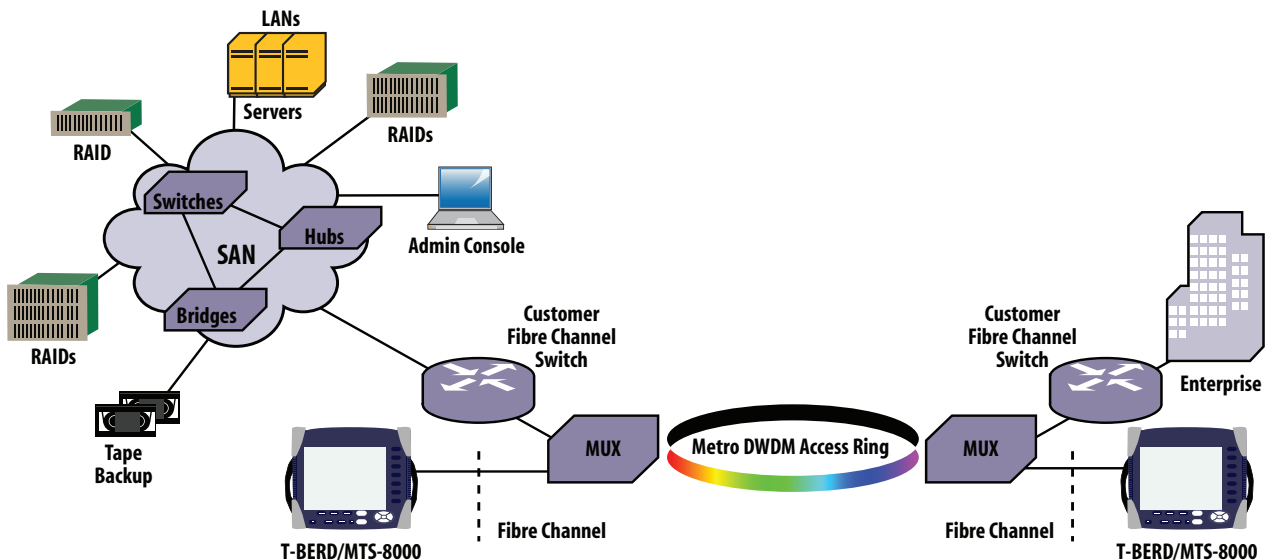 LANs
Servers
RAID
RAIDs
Switches
Hubs
SAN
Admin Console
Bridges
RAIDs
Tape
Backup
Customer
Fibre Channel
Switch
MUX
Metro DWDM Access Ring
MUX
Customer
Fibre Channel
Switch
Enterprise
Fibre Channel
Fibre Channel
T-BERD/MTS-8000
T-BERD/MTS-8000